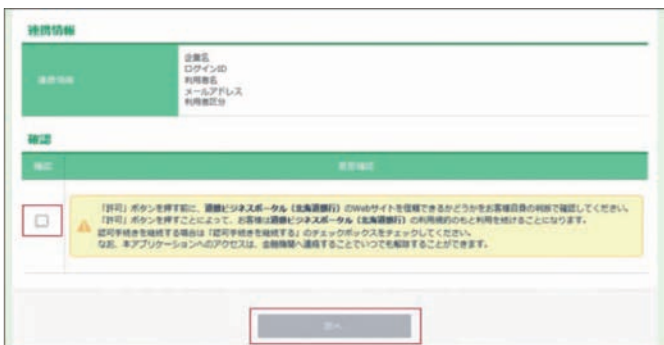 連携情報
連携情報
企業名
ログインID
利用者名
メールアドレス
利用者区分
確認
確認
重要確認
「許可」ボタンを押す前に、道銀ビジネスポータル（北海道銀行）のWebサイトを信頼できるかどうかをお客様自身の判断で確認してください。
「許可」ボタンを押すことによって、お客様は道銀ビジネスポータル（北海道銀行）の利用規約のもと利用を続けることになります。
認可手続きを継続する場合は「認可手続きを継続する」のチェックボックスをチェックしてください。
なお、本アプリケーションへのアクセスは、金融機関へ連絡することでいつでも解除することができます。
次へ